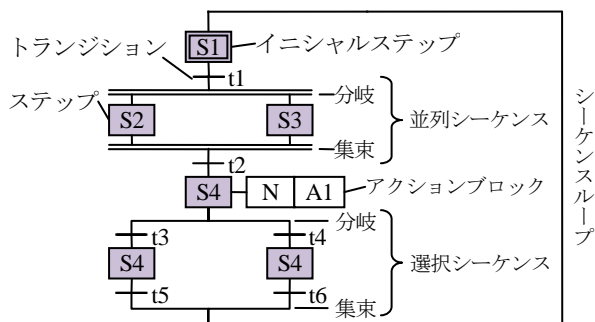 S1
イニシャルステップ
トランジション
t1
ステップ
分岐
S2
S3
並列シーケンス
集束
t2
S4
N
A1
アクションブロック
分岐
t3
t4
S4
S4
選択シーケンス
t5
t6
集束
シーケンスループ